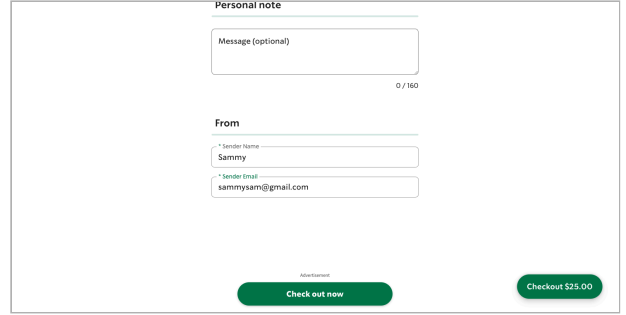 Personal note
Message (optional)
0 / 160
From
* Sender Name
Sammy
* Sender Email
sammysam@gmail.com
Advertisement
Check out now
Checkout $25.00